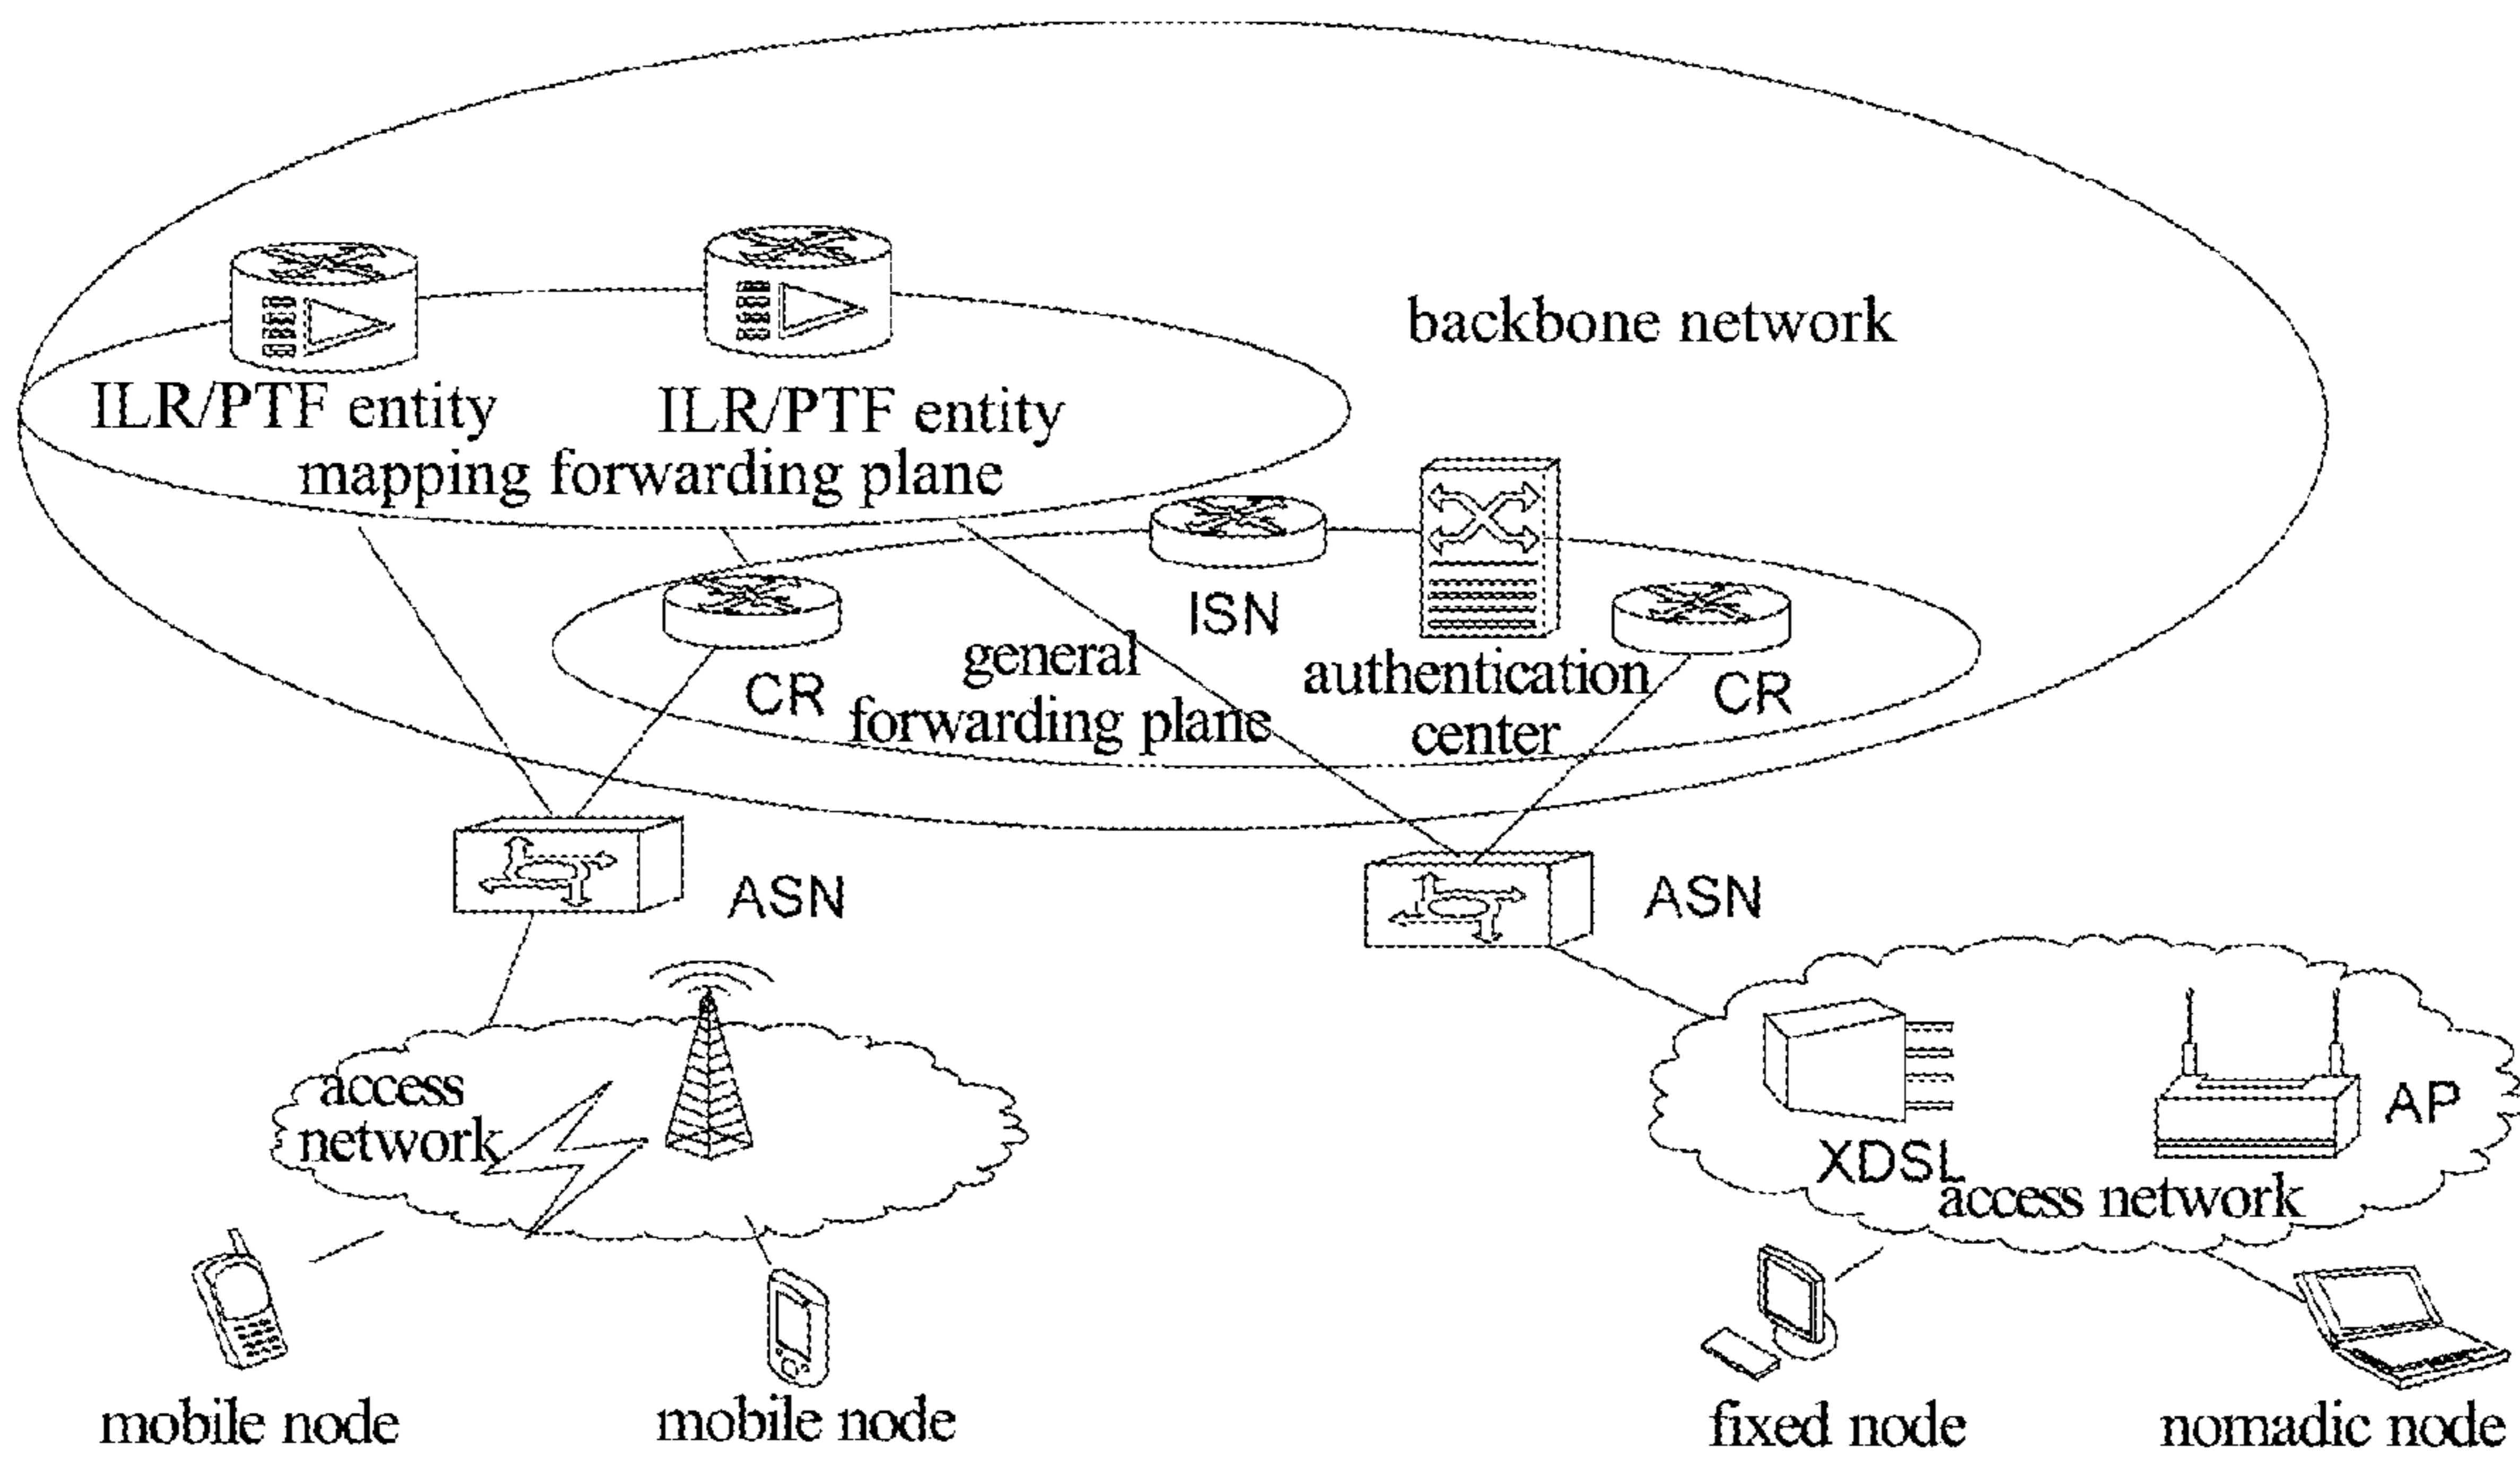 backbone network
ILR/PTF entity
ILR/PTF entity
mapping forwarding plane
ISN
general
forwarding plane
CR
authentication
center
CR
ASN
ASN
access
network
XDSL
AP
access network
mobile node
mobile node
fixed node
nomadic node